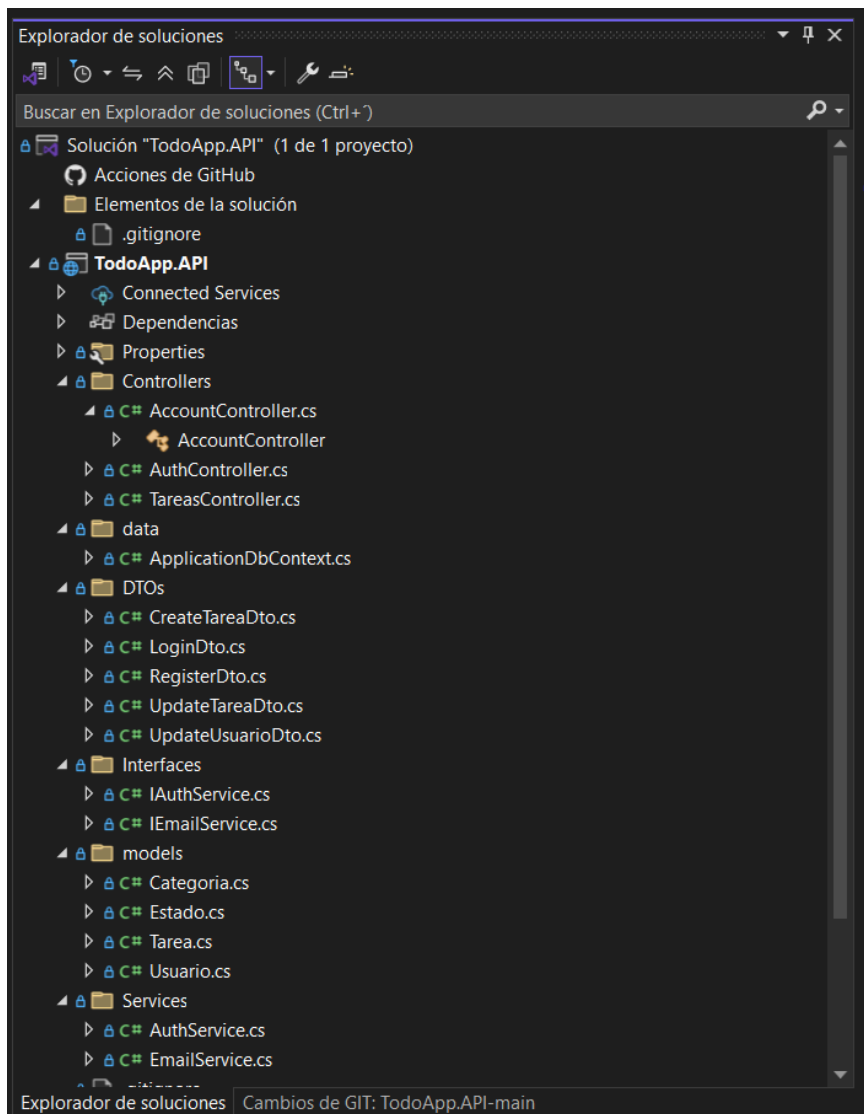 Explorador de soluciones
Buscar en Explorador de soluciones (Ctrl+´)
Solución "TodoApp.API" (1 de 1 proyecto)
Acciones de GitHub
Elementos de la solución
.gitignore
TodoApp.API
Connected Services
Dependencias
Properties
Controllers
C# AccountController.cs
AccountController
C# AuthController.cs
C# TareasController.cs
data
C# ApplicationDbContext.cs
DTOs
C# CreateTareaDto.cs
C# LoginDto.cs
C# RegisterDto.cs
C# UpdateTareaDto.cs
C# UpdateUsuarioDto.cs
Interfaces
C# IAuthService.cs
C# IEmailService.cs
models
C# Categoria.cs
C# Estado.cs
C# Tarea.cs
C# Usuario.cs
Services
C# AuthService.cs
C# EmailService.cs
.gitignore
Explorador de soluciones Cambios de GIT: TodoApp.API-main